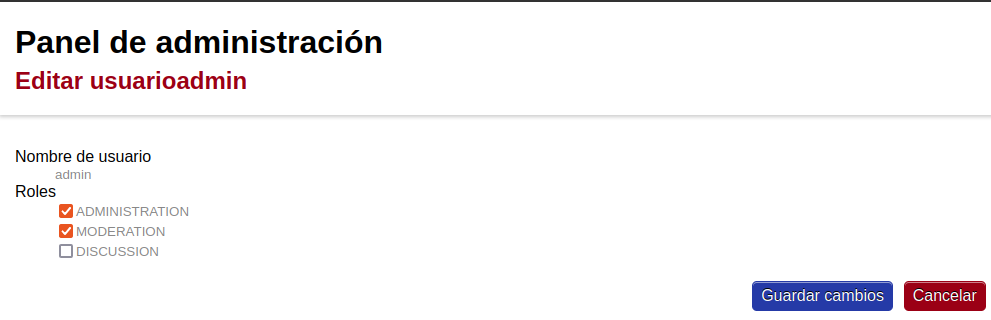 Panel de administración
Editar usuarioadmin
Nombre de usuario
admin
Roles
ADMINISTRATION
MODERATION
DISCUSSION
Guardar cambios Cancelar